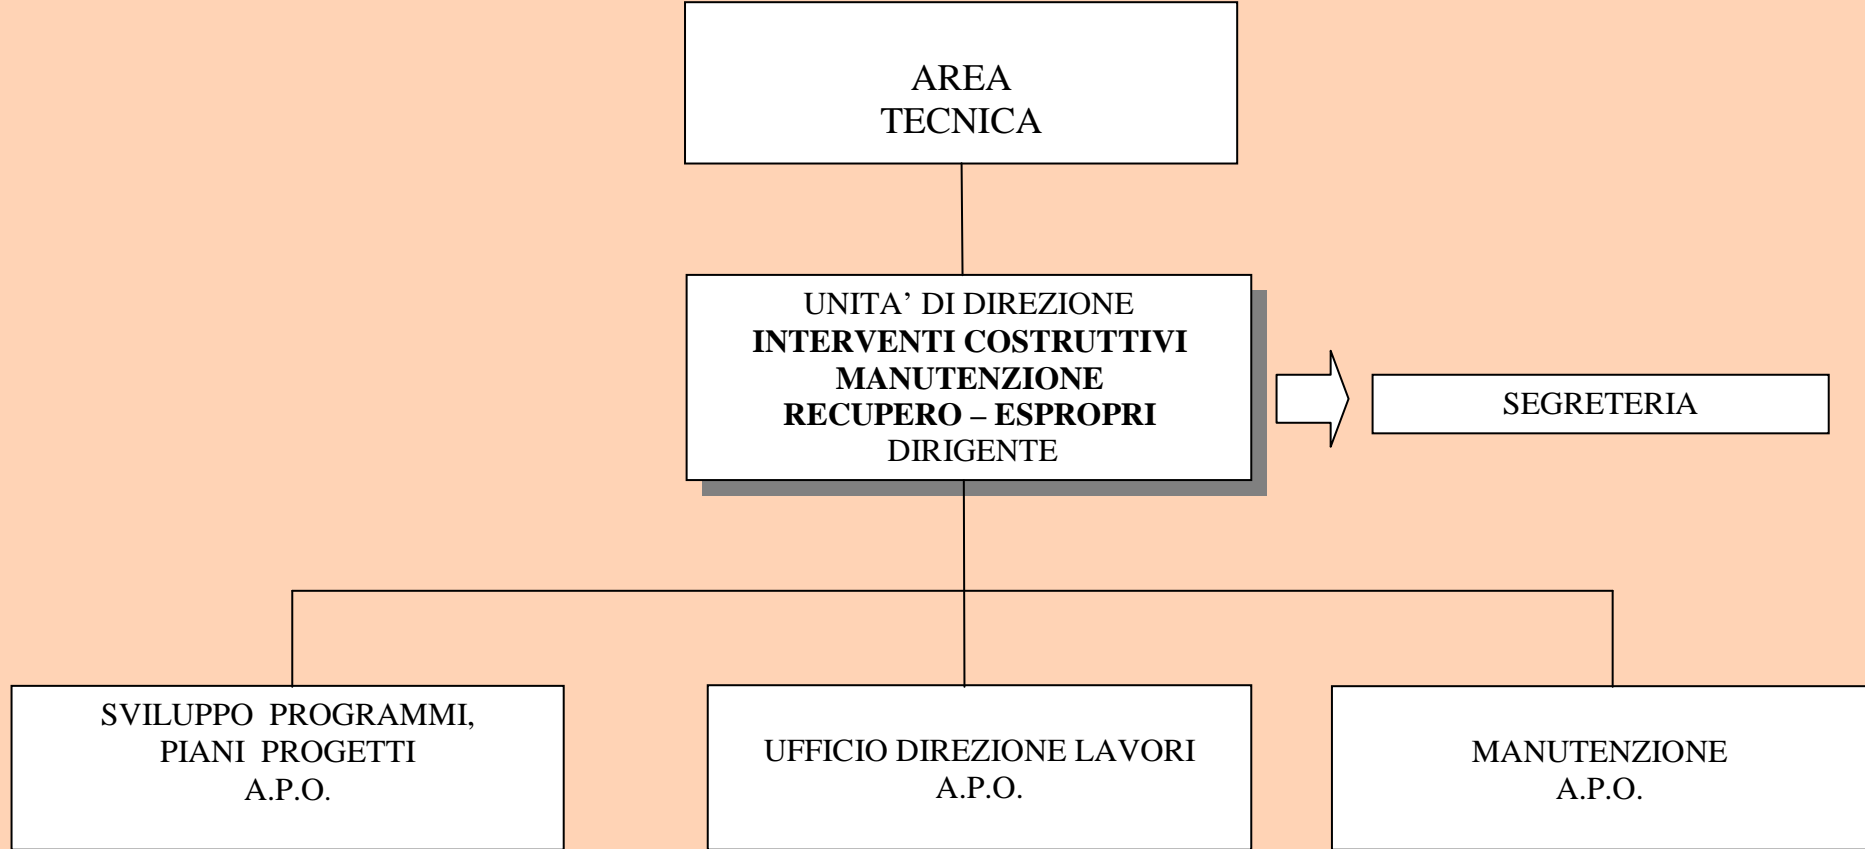 AREA
TECNICA
UNITA’ DI DIREZIONE
INTERVENTI COSTRUTTIVI
MANUTENZIONE
RECUPERO – ESPROPRI
DIRIGENTE
SEGRETERIA
SVILUPPO PROGRAMMI,
PIANI PROGETTI
A.P.O.
UFFICIO DIREZIONE LAVORI
A.P.O.
MANUTENZIONE
A.P.O.